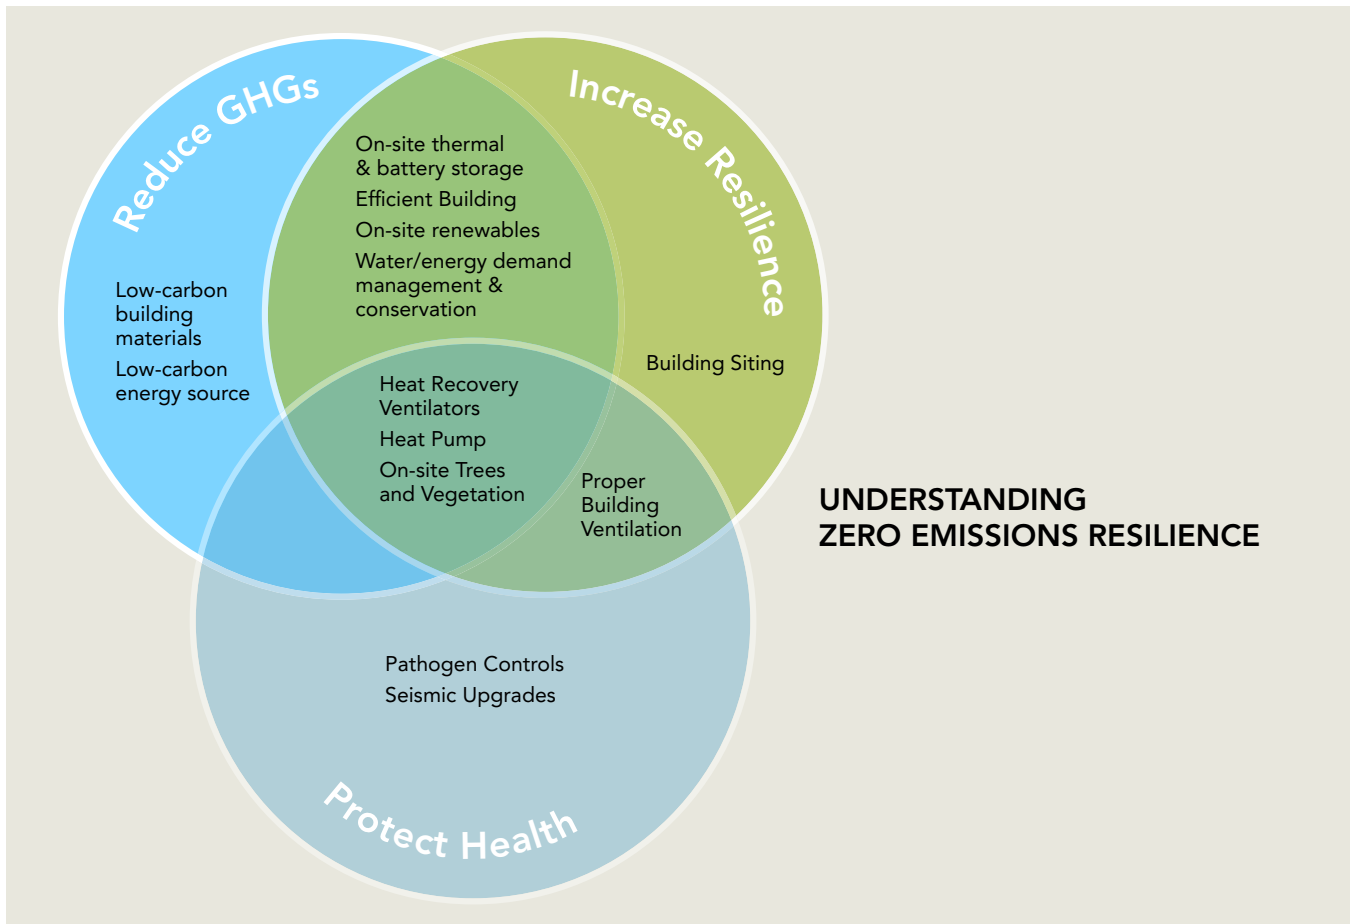 Reduce GHGs
Increase Resilience
On-site thermal
& battery storage
Efficient Building
On-site renewables
Water/energy demand
management &
conservation
Low-carbon
building
materials
Low-carbon
energy source
Building Siting
Heat Recovery
Ventilators
Heat Pump
On-site Trees
and Vegetation
Proper
Building
Ventilation
UNDERSTANDING
ZERO EMISSIONS RESILIENCE
Pathogen Controls
Seismic Upgrades
Protect Health